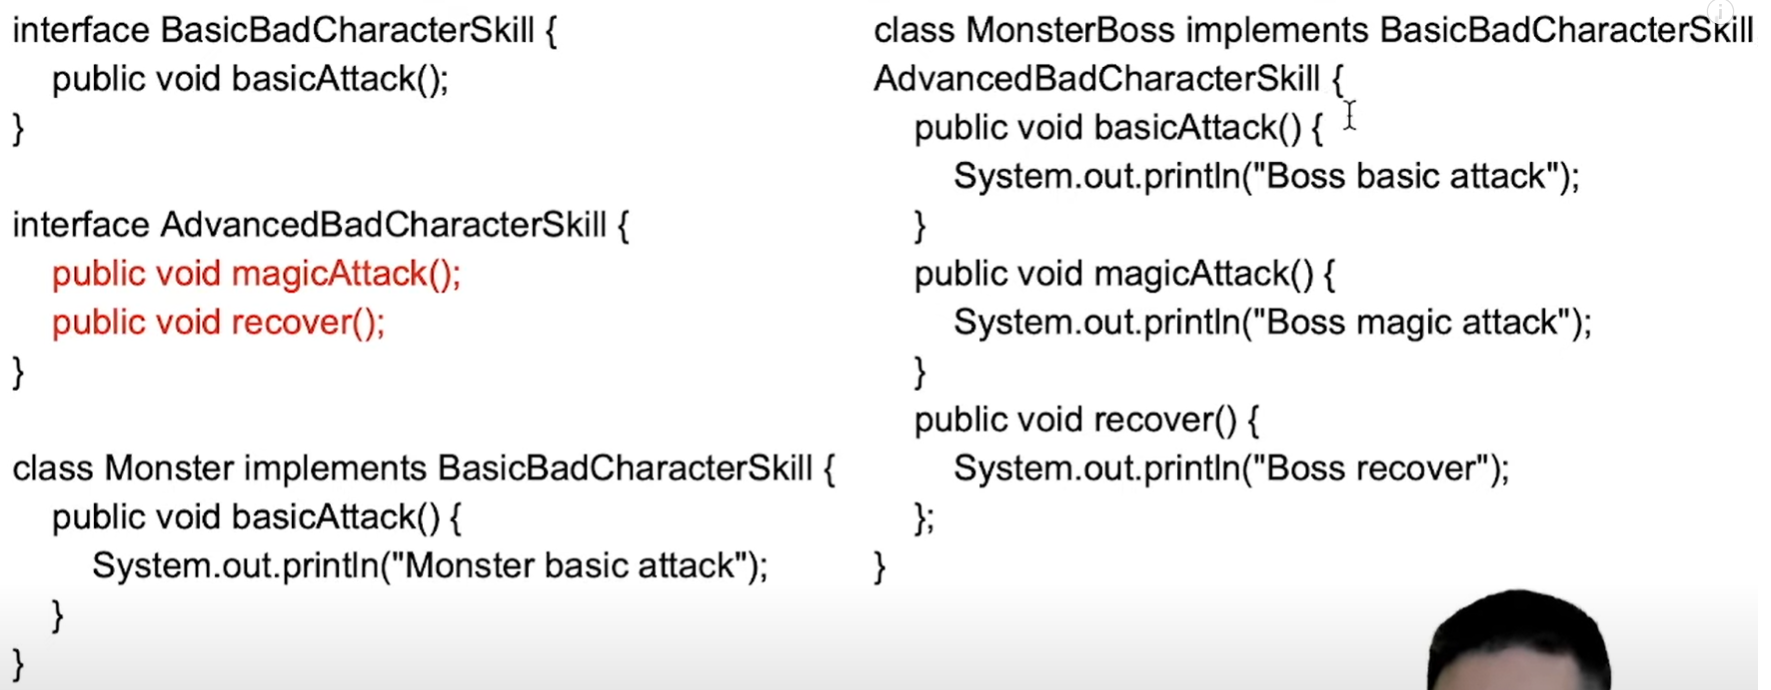 interface BasicBadCharacterSkill {
public void basicAttack();
}
interface AdvancedBadCharacterSkill {
public void magicAttack();
public void recover();
}
class Monster implements BasicBadCharacterSkill {
public void basicAttack() {
System.out.println("Monster basic attack");
}
}
class MonsterBoss implements BasicBadCharacterSkill
AdvancedBadCharacterSkill {
public void basicAttack() {
System.out.println("Boss basic attack");
}
public void magicAttack() {
System.out.println("Boss magic attack");
}
public void recover() {
System.out.println("Boss recover");
};
}